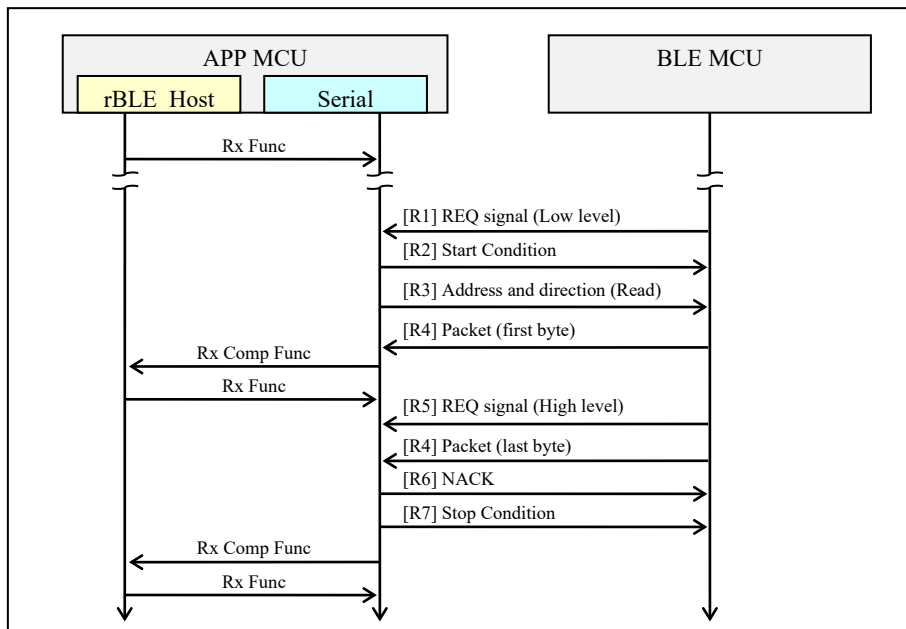 APP MCU
BLE MCU
rBLE_Host
Serial
Rx Func
[R1] REQ signal (Low level)
[R2] Start Condition
[R3] Address and direction (Read)
[R4] Packet (first byte)
Rx Comp Func
Rx Func
[R5] REQ signal (High level)
[R4] Packet (last byte)
[R6] NACK
[R7] Stop Condition
Rx Comp Func
Rx Func